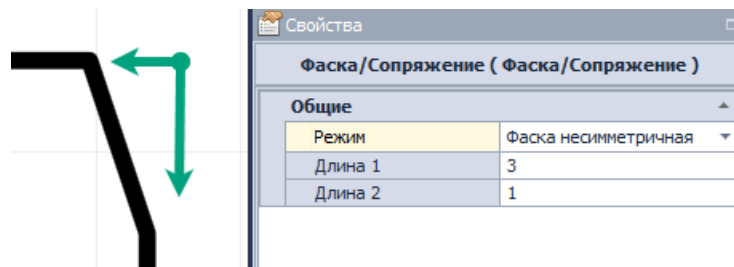 Свойства
Фаска/Сопряжение ( Фаска/Сопряжение )
Общие
Режим Фаска несимметричная
Длина 1 3
Длина 2 1